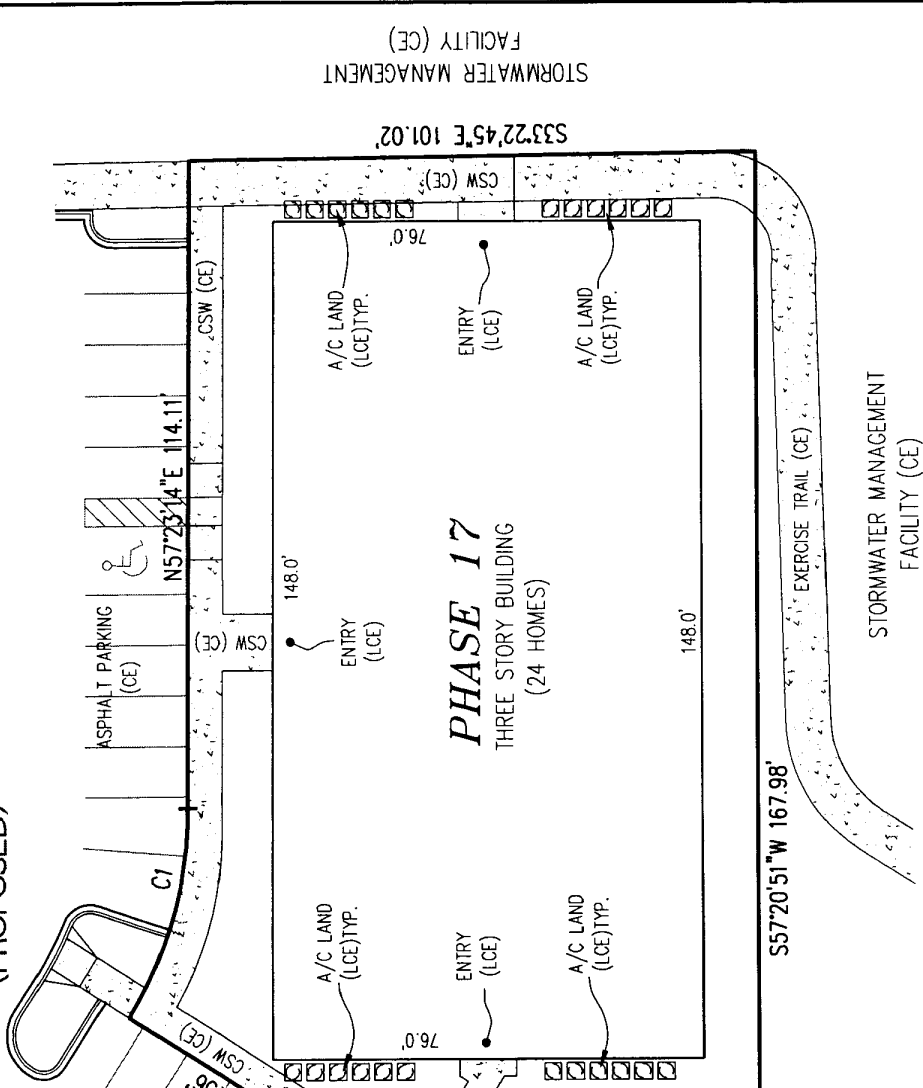 STORMWATER MANAGEMENT
FACILITY (CE)
S33°22'45"E 101.02'
CSW (CE)
76.0'
A/C LAND
(LCE)TYP.
ENTRY
(LCE)
A/C LAND
(LCE)TYP.
CSW (CE)
N57°23'14"E 114.11'
ASPHALT PARKING
(CE)
CSW (CE)
148.0'
ENTRY
(LCE)
PHASE 17
THREE STORY BUILDING
(24 HOMES)
148.0'
EXERCISE TRAIL (CE)
STORMWATER MANAGEMENT
FACILITY (CE)
S57°20'51"W 167.98'
C1
CSW (CE)
A/C LAND
(LCE)TYP.
76.0'
ENTRY
(LCE)
A/C LAND
(LCE)TYP.